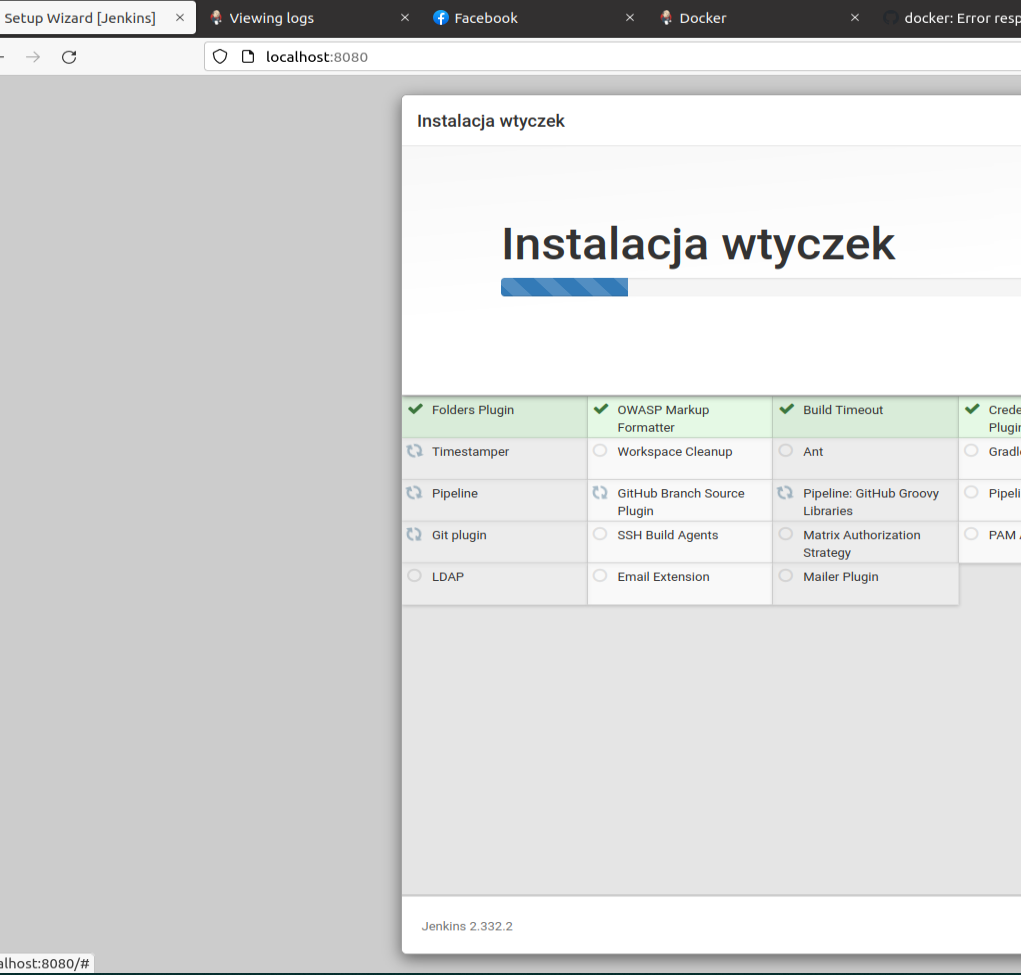 Setup Wizard [Jenkins]
Viewing logs
Facebook
Docker
docker: Error resp
localhost:8080
Instalacja wtyczek
Instalacja wtyczek
Folders Plugin
OWASP Markup
Formatter
Build Timeout
Crede
Plugin
Timestamper
Workspace Cleanup
Ant
Gradle
Pipeline
GitHub Branch Source
Plugin
Pipeline: GitHub Groovy
Libraries
Pipeli
Git plugin
SSH Build Agents
Matrix Authorization
Strategy
PAM
LDAP
Email Extension
Mailer Plugin
Jenkins 2.332.2
alhost:8080/#